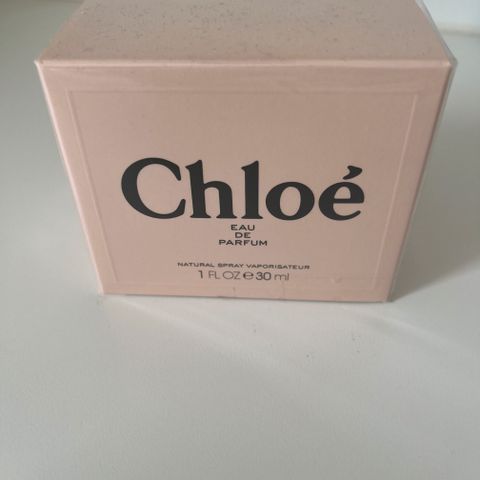 Chloé
EAU
DE
PARFUM
NATURAL SPRAY VAPORISATEUR
1 FL OZ ℮ 30 ml